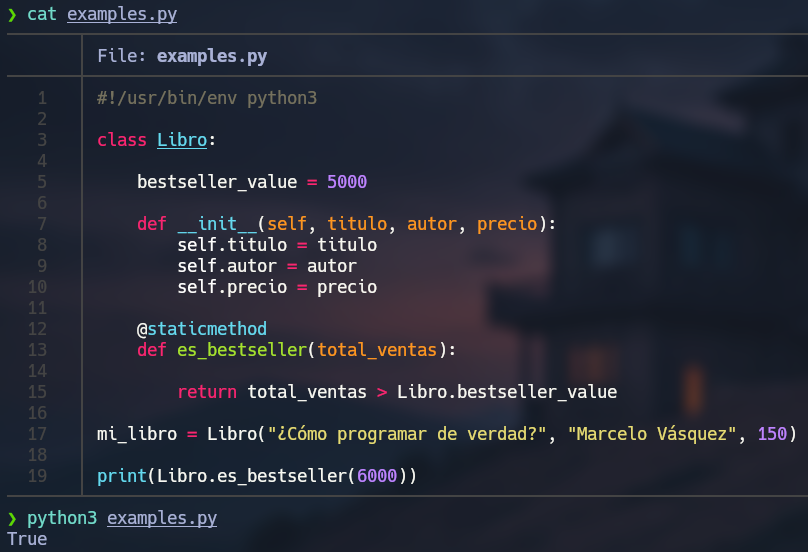 ❯ cat examples.py
File: examples.py
1 #!/usr/bin/env python3
2
3 class Libro:
4
5     bestseller_value = 5000
6
7     def __init__(self, titulo, autor, precio):
8         self.titulo = titulo
9         self.autor = autor
10         self.precio = precio
11
12     @staticmethod
13     def es_bestseller(total_ventas):
14
15         return total_ventas > Libro.bestseller_value
16
17 mi_libro = Libro("¿Cómo programar de verdad?", "Marcelo Vásquez", 150)
18
19 print(Libro.es_bestseller(6000))
❯ python3 examples.py
True